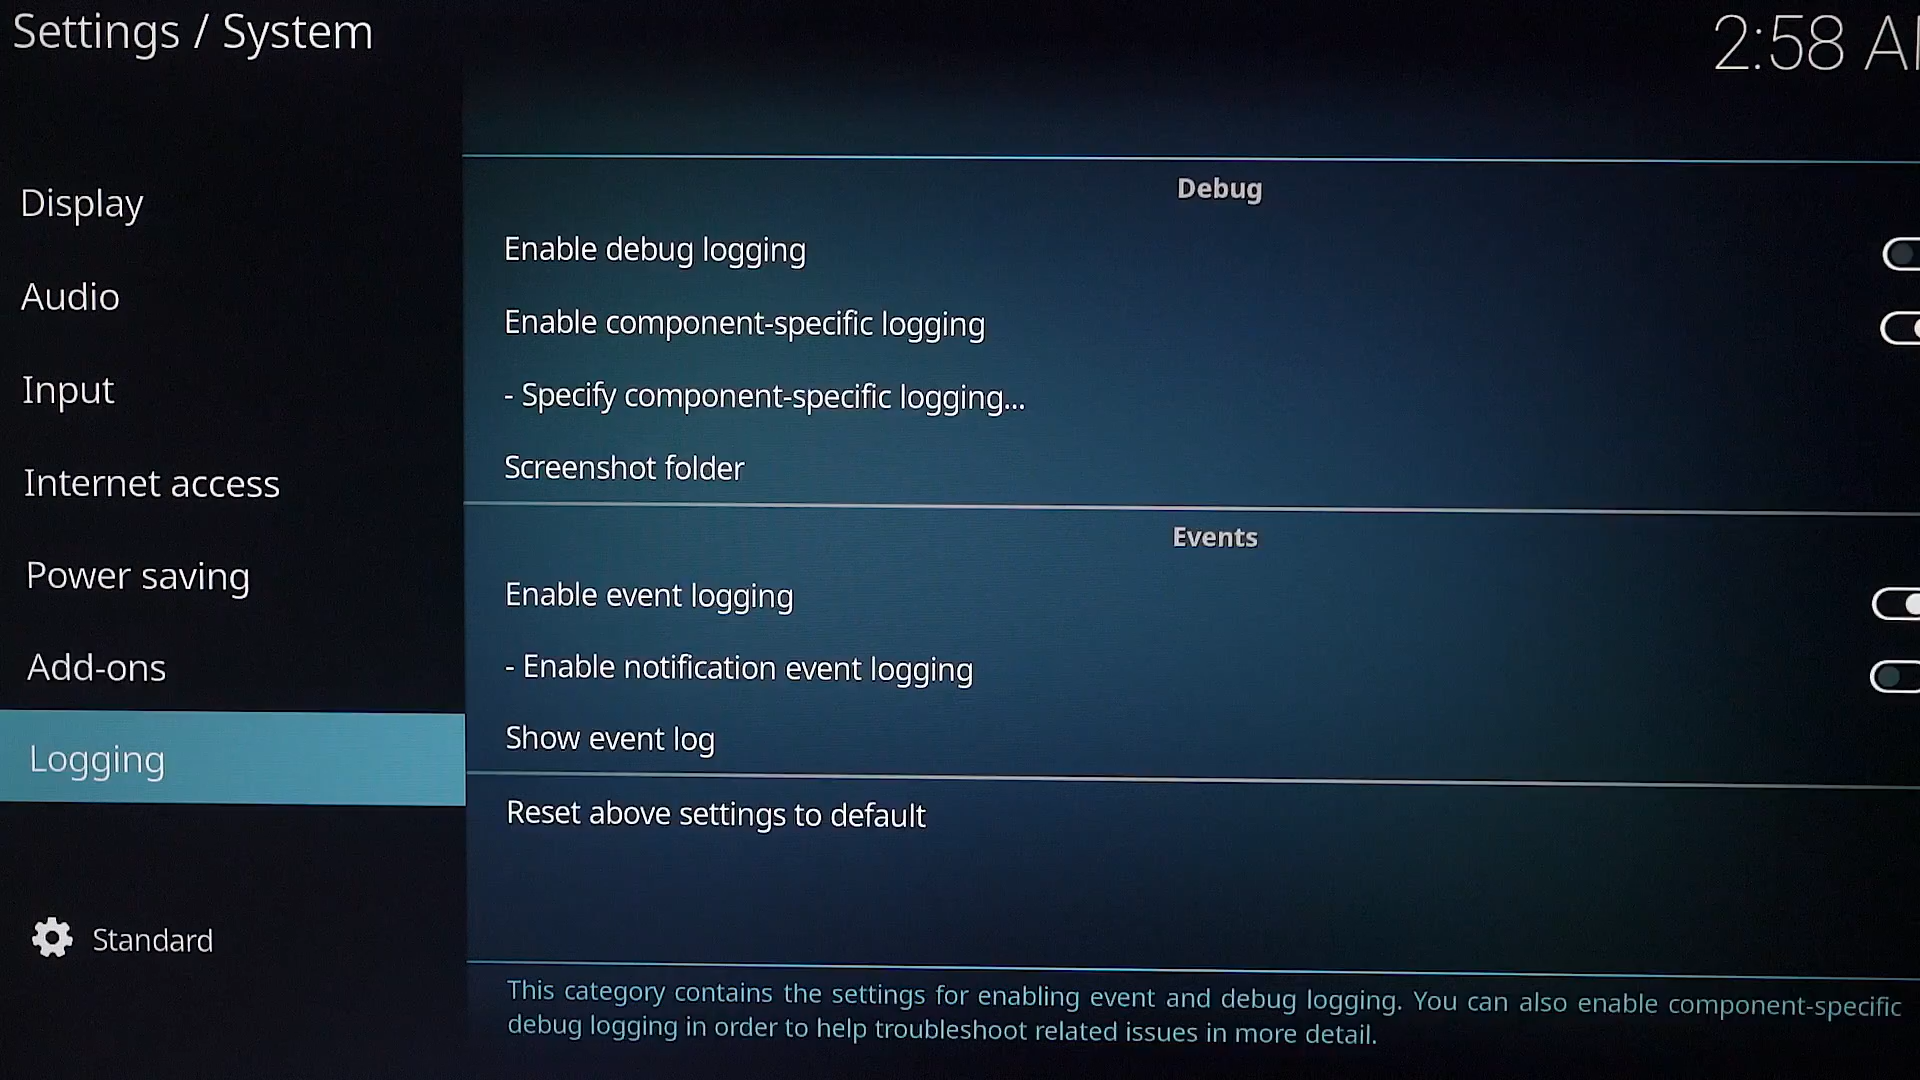 Settings / System
2:58 A
Display
Audio
Input
Internet access
Power saving
Add-ons
Logging
Standard
Debug
Enable debug logging
Enable component-specific logging
- Specify component-specific logging...
Screenshot folder
Events
Enable event logging
- Enable notification event logging
Show event log
Reset above settings to default
This category contains the settings for enabling event and debug logging. You can also enable component-specific
debug logging in order to help troubleshoot related issues in more detail.